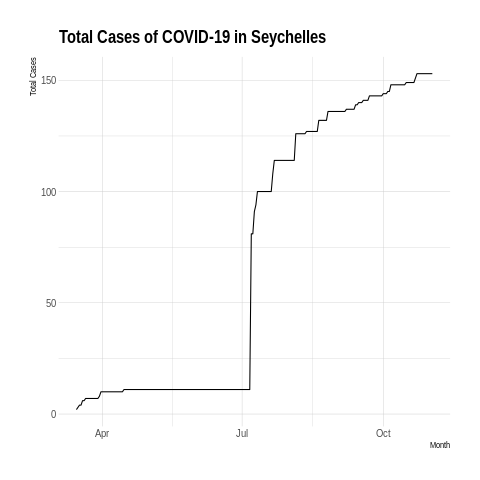 Total Cases of COVID-19 in Seychelles
Total Cases
150
100
50
0
Apr Jul Oct
Month